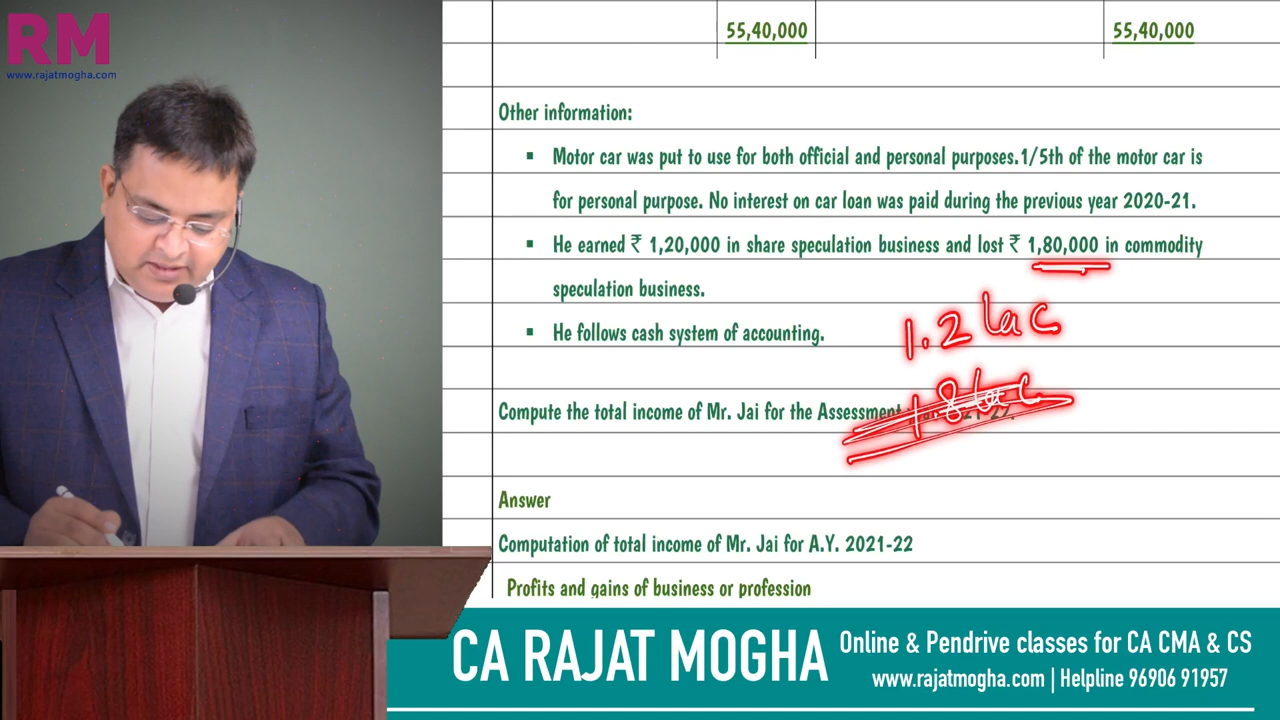 RM
www.rajatmogha.com
55,40,000 55,40,000
Other information:
▪ Motor car was put to use for both official and personal purposes.1/5th of the motor car is
for personal purpose. No interest on car loan was paid during the previous year 2020-21.
▪ He earned ₹ 1,20,000 in share speculation business and lost ₹ 1,80,000 in commodity
speculation business.
▪ He follows cash system of accounting.
1.2 lac
1.8 lac
Compute the total income of Mr. Jai for the Assessment
Answer
Computation of total income of Mr. Jai for A.Y. 2021-22
Profits and gains of business or profession
CA RAJAT MOGHA
Online & Pendrive classes for CA CMA & CS
www.rajatmogha.com | Helpline 96906 91957